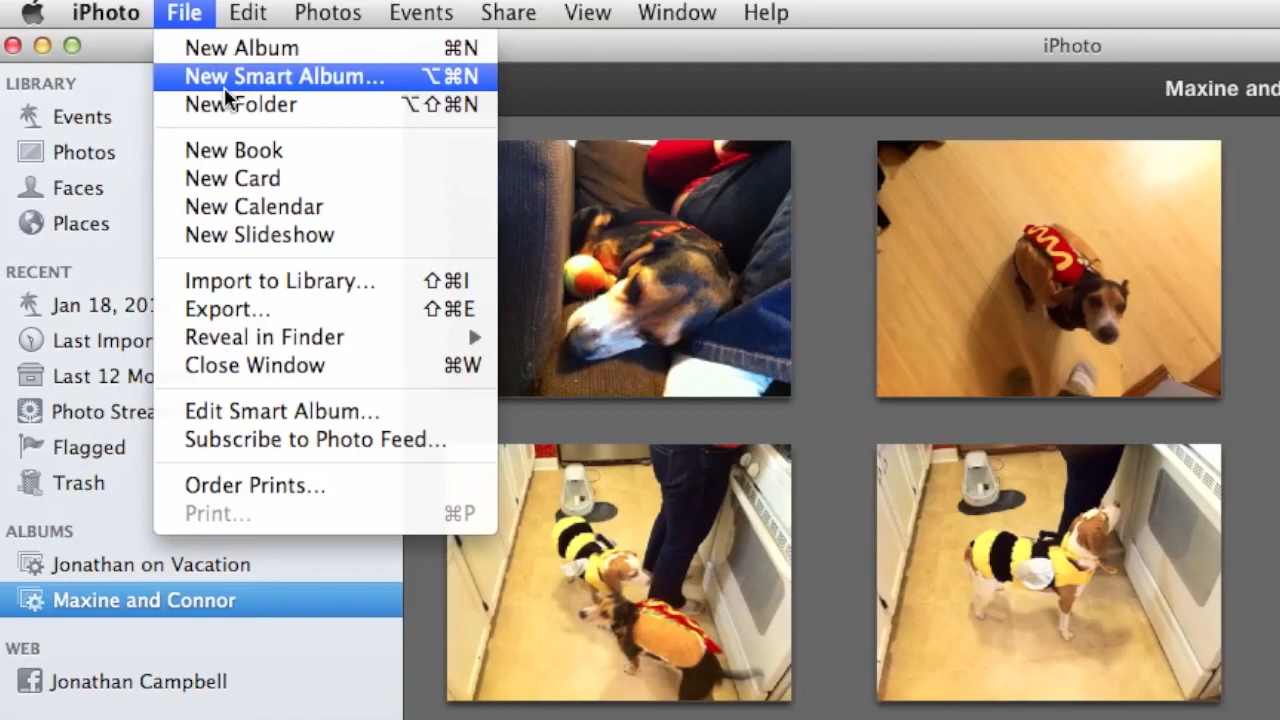 iPhoto File Edit Photos Events Share View Window Help
iPhoto
Maxine and
LIBRARY
Events
Photos
Faces
Places
RECENT
Jan 18, 201
Last Impor
Last 12 Mo
Photo Strea
Flagged
Trash
ALBUMS
Jonathan on Vacation
Maxine and Connor
WEB
Jonathan Campbell
New Album ⌘N
New Smart Album... ⌥⌘N
New Folder ⌥⇧⌘N
New Book
New Card
New Calendar
New Slideshow
Import to Library... ⇧⌘I
Export... ⇧⌘E
Reveal in Finder
Close Window ⌘W
Edit Smart Album...
Subscribe to Photo Feed...
Order Prints...
Print... ⌘P